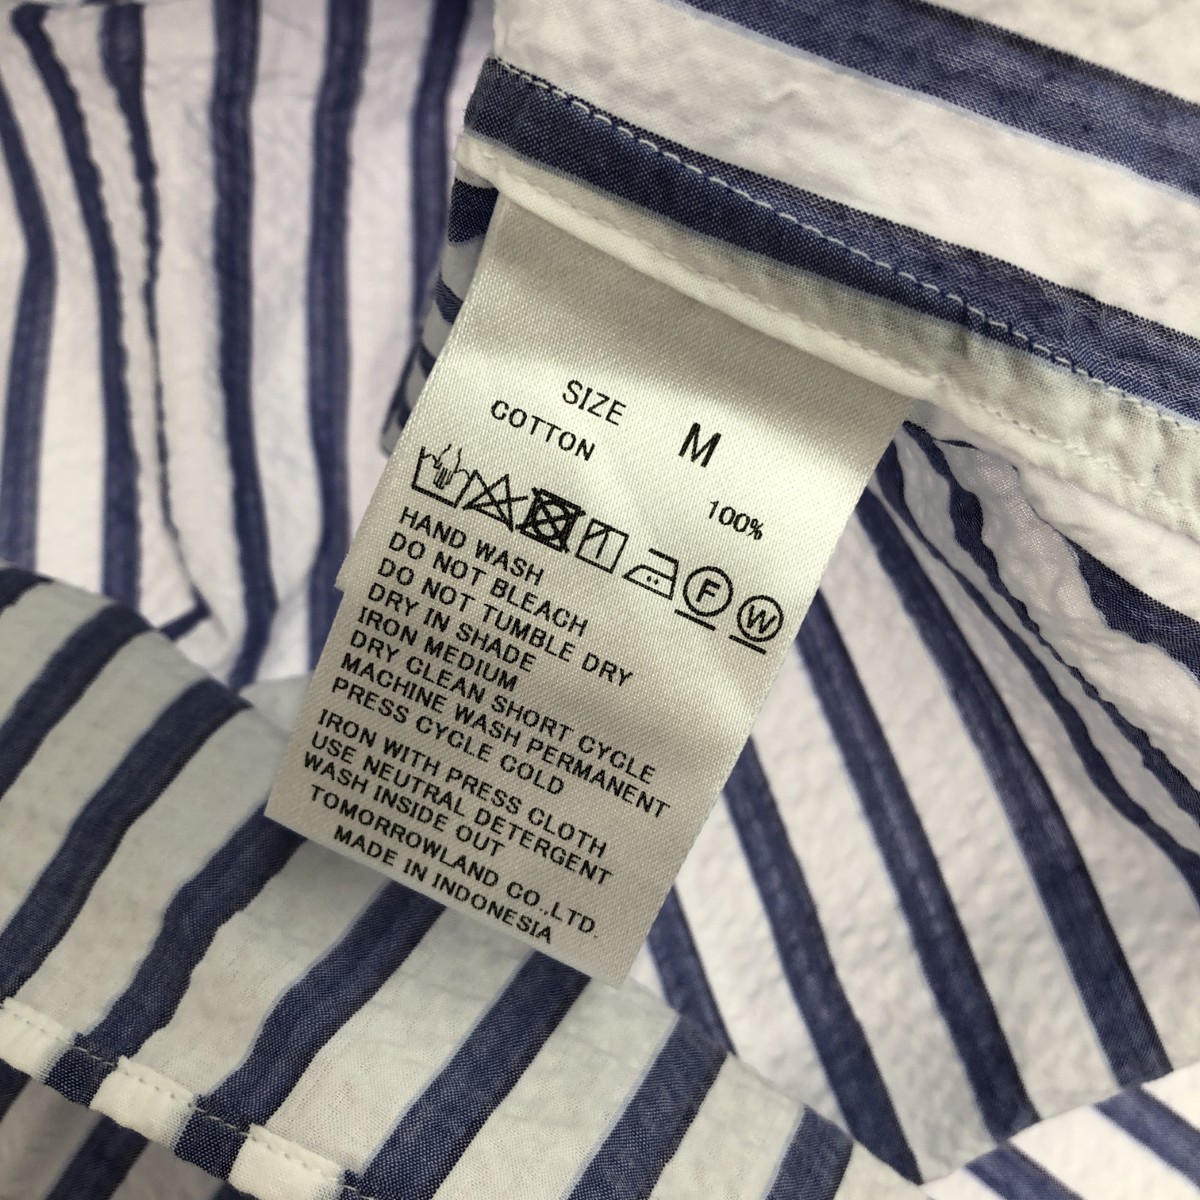 SIZE M
COTTON 100%
F W
HAND WASH
DO NOT BLEACH
DO NOT TUMBLE DRY
DRY IN SHADE
IRON MEDIUM
DRY CLEAN SHORT CYCLE
MACHINE WASH PERMANENT
PRESS CYCLE COLD
IRON WITH PRESS CLOTH
USE NEUTRAL DETERGENT
WASH INSIDE OUT
TOMORROWLAND CO.,LTD.
MADE IN INDONESIA